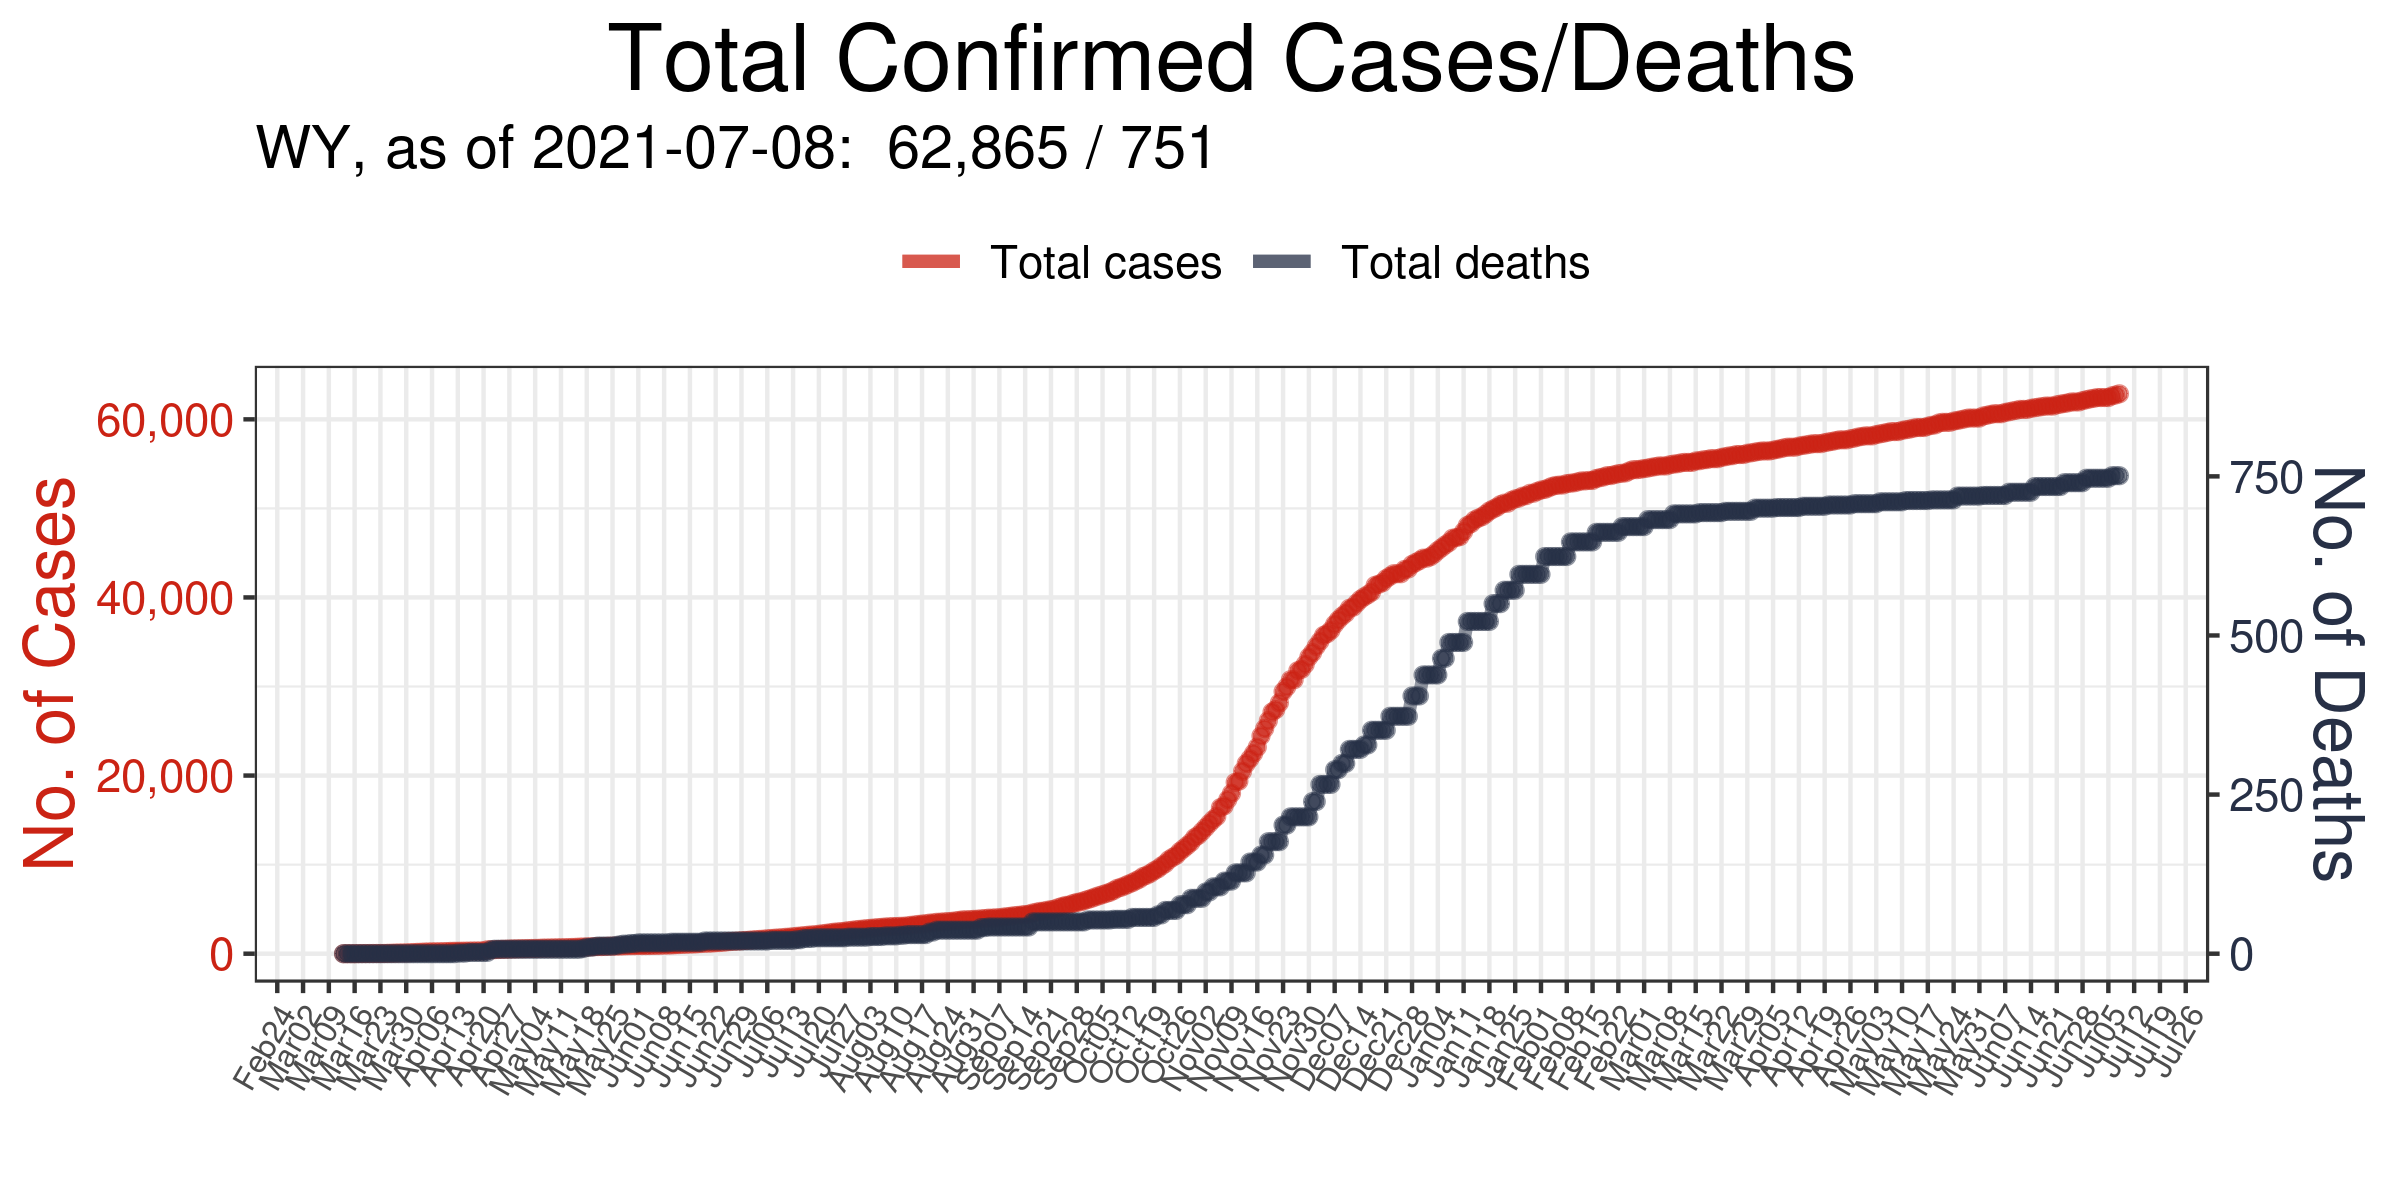 Total Confirmed Cases/Deaths
WY, as of 2021-07-08:  62,865 / 751
Total cases
Total deaths
No. of Cases
60,000
40,000
20,000
0
750
500
250
0
No. of Deaths
Feb24
Mar02
Mar09
Mar16
Mar23
Mar30
Apr06
Apr13
Apr20
Apr27
May04
May11
May18
May25
Jun01
Jun08
Jun15
Jun22
Jun29
Jul06
Jul13
Jul20
Jul27
Aug03
Aug10
Aug17
Aug24
Aug31
Sep07
Sep14
Sep21
Sep28
Oct05
Oct12
Oct19
Oct26
Nov02
Nov09
Nov16
Nov23
Nov30
Dec07
Dec14
Dec21
Dec28
Jan04
Jan11
Jan18
Jan25
Feb01
Feb08
Feb15
Feb22
Mar01
Mar08
Mar15
Mar22
Mar29
Apr05
Apr12
Apr19
Apr26
May03
May10
May17
May24
May31
Jun07
Jun14
Jun21
Jun28
Jul05
Jul12
Jul19
Jul26